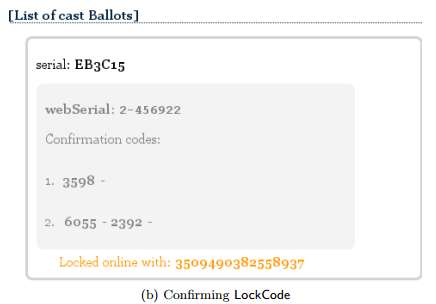 [List of cast Ballots]
serial: EB3C15
webSerial: 2-456922
Confirmation codes:
1. 3598 -
2. 6055 - 2392 -
Locked online with: 3509490382558937
(b) Confirming LockCode